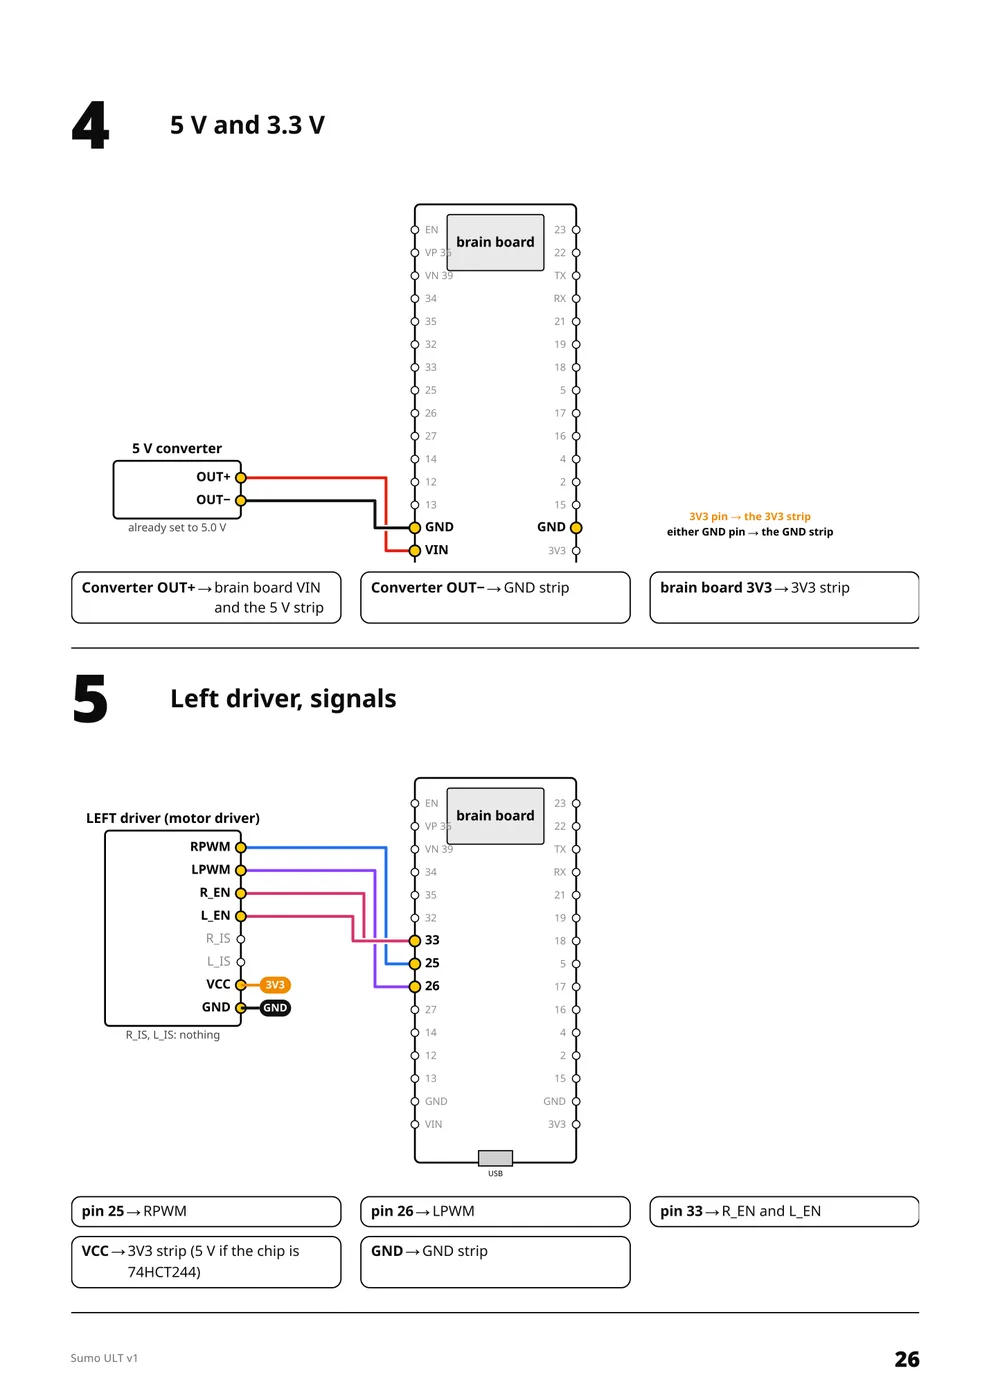 4
5 V and 3.3 V
brain board
EN
VP 36
VN 39
34
35
32
33
25
26
27
14
12
13
GND
VIN
23
22
TX
RX
21
19
18
5
17
16
4
2
15
GND
3V3
5 V converter
OUT+
OUT−
already set to 5.0 V
3V3 pin → the 3V3 strip
either GND pin → the GND strip
Converter OUT+ → brain board VIN
and the 5 V strip
Converter OUT− → GND strip
brain board 3V3 → 3V3 strip
5
Left driver, signals
LEFT driver (motor driver)
RPWM
LPWM
R_EN
L_EN
R_IS
L_IS
VCC
3V3
GND
GND
R_IS, L_IS: nothing
brain board
EN
VP 36
VN 39
34
35
32
33
25
26
27
14
12
13
GND
VIN
23
22
TX
RX
21
19
18
5
17
16
4
2
15
GND
3V3
USB
pin 25 → RPWM
pin 26 → LPWM
pin 33 → R_EN and L_EN
VCC → 3V3 strip (5 V if the chip is
74HCT244)
GND → GND strip
Sumo ULT v1
26